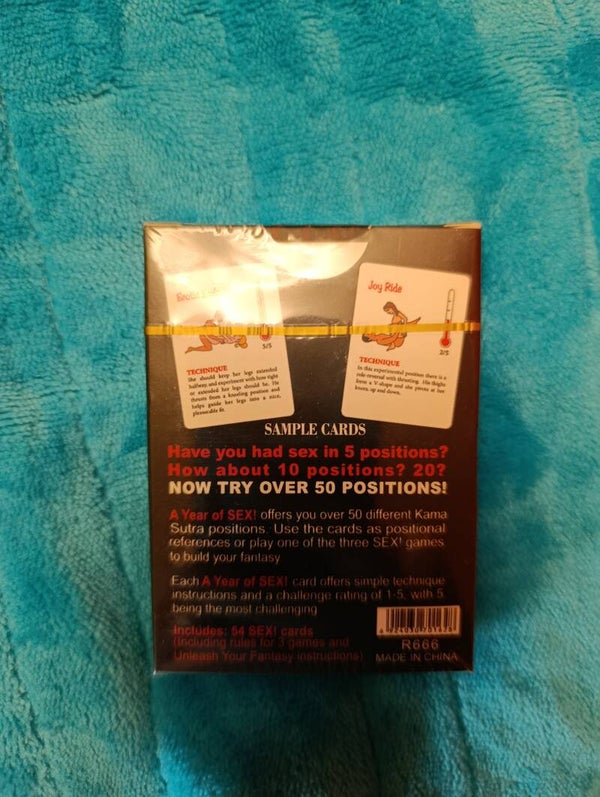 5/5
TECHNIQUE
She should keep her legs extended
halfway and experiment with how tight
or extended her legs should be. He
thrusts from a kneeling position and
helps guide her legs into a nice,
pleasurable fit.
Joy Ride
2/5
TECHNIQUE
In this experimental position there is a
role reversal with thrusting. His thighs
form a V-shape and she pivots at her
knees, up and down.
SAMPLE CARDS
Have you had sex in 5 positions?
How about 10 positions? 20?
NOW TRY OVER 50 POSITIONS!
A Year of SEX! offers you over 50 different Kama
Sutra positions. Use the cards as positional
references or play one of the three SEX! games
to build your fantasy
Each A Year of SEX! card offers simple technique
instructions and a challenge rating of 1-5, with 5
being the most challenging
Includes: 54 SEX! cards
(including rules for 3 games and
Unleash Your Fantasy instructions)
R666
MADE IN CHINA